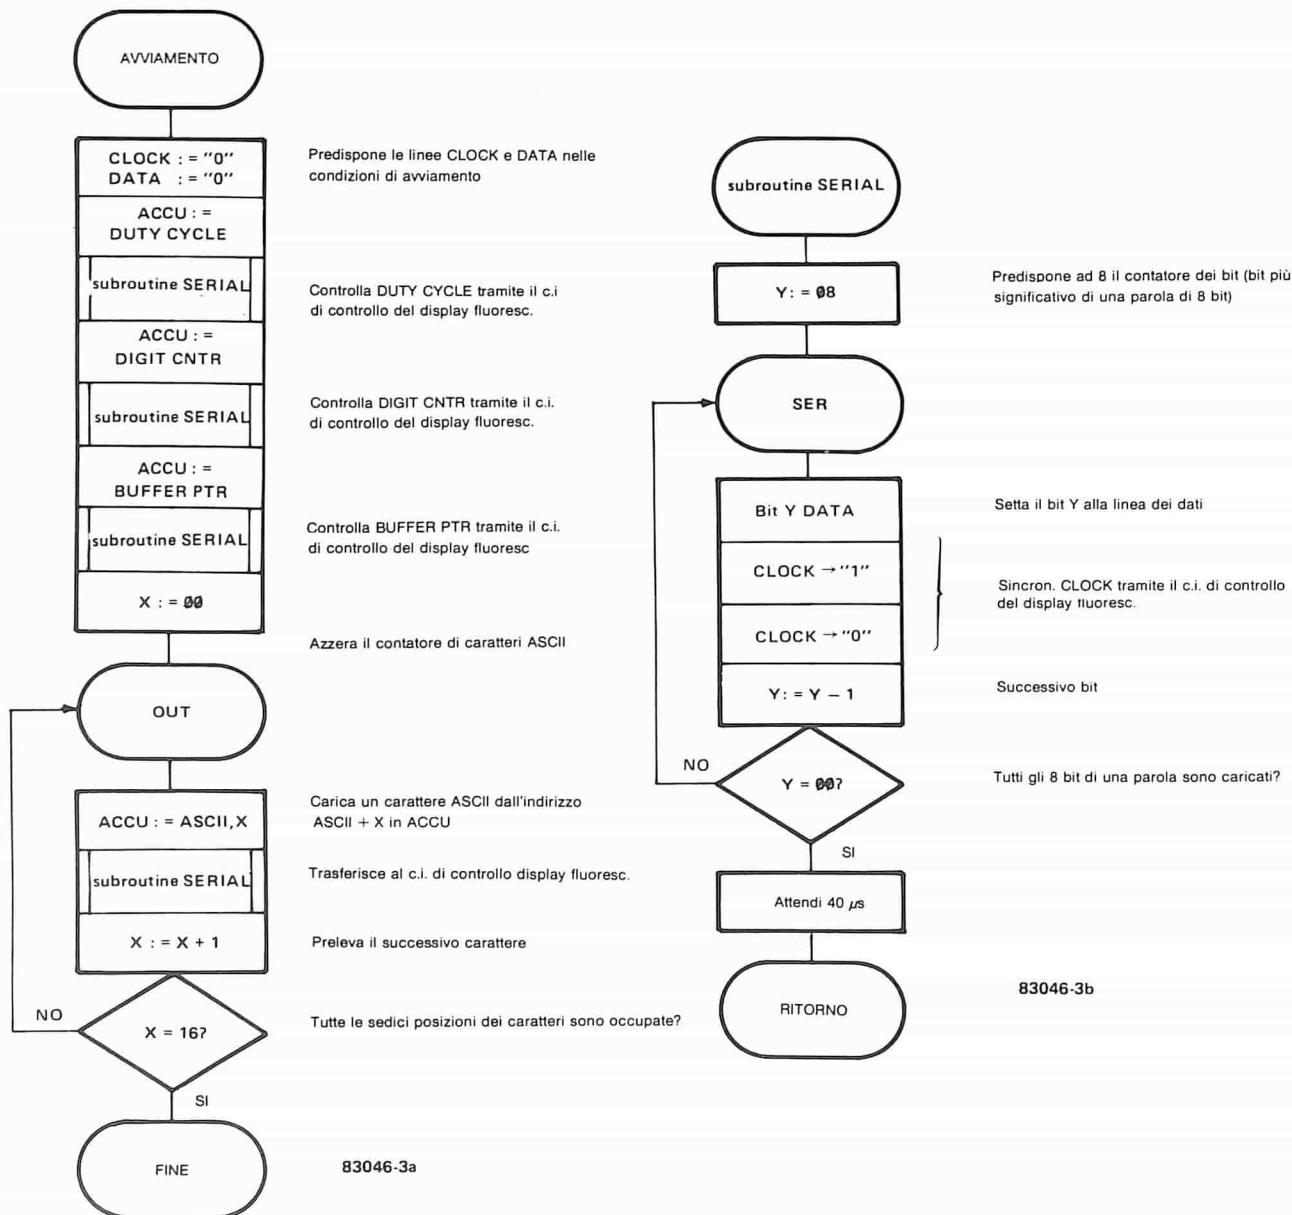 AVVIAMENTO
CLOCK : = "0"
DATA : = "0"
Predispone le linee CLOCK e DATA nelle
condizioni di avviamento
ACCU : =
DUTY CYCLE
subroutine SERIAL
Controlla DUTY CYCLE tramite il c.i
di controllo del display fluoresc.
ACCU : =
DIGIT CNTR
subroutine SERIAL
Controlla DIGIT CNTR tramite il c.i.
di controllo del display fluoresc.
ACCU : =
BUFFER PTR
subroutine SERIAL
Controlla BUFFER PTR tramite il c.i.
di controllo del display fluoresc
X : = 00
Azzera il contatore di caratteri ASCII
OUT
ACCU : = ASCII,X
Carica un carattere ASCII dall'indirizzo
ASCII + X in ACCU
subroutine SERIAL
Trasferisce al c.i. di controllo display fluoresc.
X : = X + 1
Preleva il successivo carattere
NO
X = 16?
Tutte le sedici posizioni dei caratteri sono occupate?
SI
FINE
83046-3a
subroutine SERIAL
Y: = 08
Predispone ad 8 il contatore dei bit (bit più
significativo di una parola di 8 bit)
SER
Bit Y DATA
Setta il bit Y alla linea dei dati
CLOCK → "1"
CLOCK → "0"
Sincron. CLOCK tramite il c.i. di controllo
del display fluoresc.
Y: = Y − 1
Successivo bit
NO
Y = 00?
Tutti gli 8 bit di una parola sono caricati?
SI
Attendi 40 µs
RITORNO
83046-3b